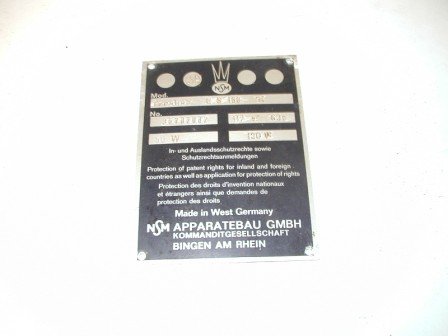 NSM
Mod.
No.
50 W 120 W
In- und Auslandsschutzrechte sowie
Schutzrechtsanmeldungen
Protection of patent rights for inland and foreign
countries as well as application for protection of rights
Protection des droits d'invention nationaux
et étrangers ainsi que demandes de
protection des droits
Made in West Germany
NSM APPARATEBAU GMBH
KOMMANDITGESELLSCHAFT
BINGEN AM RHEIN